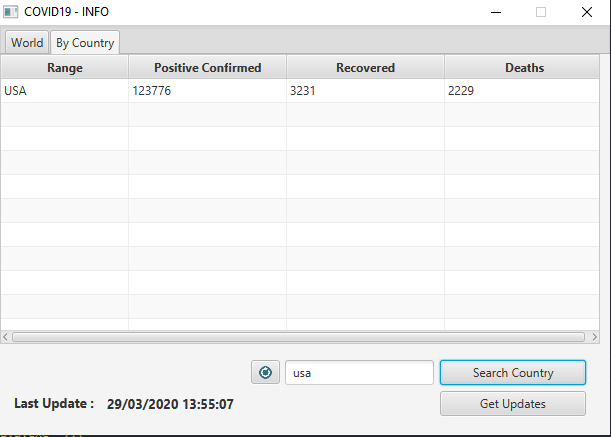 COVID19 - INFO
World By Country
Range Positive Confirmed Recovered Deaths
USA 123776 3231 2229
usa Search Country
Last Update : 29/03/2020 13:55:07 Get Updates